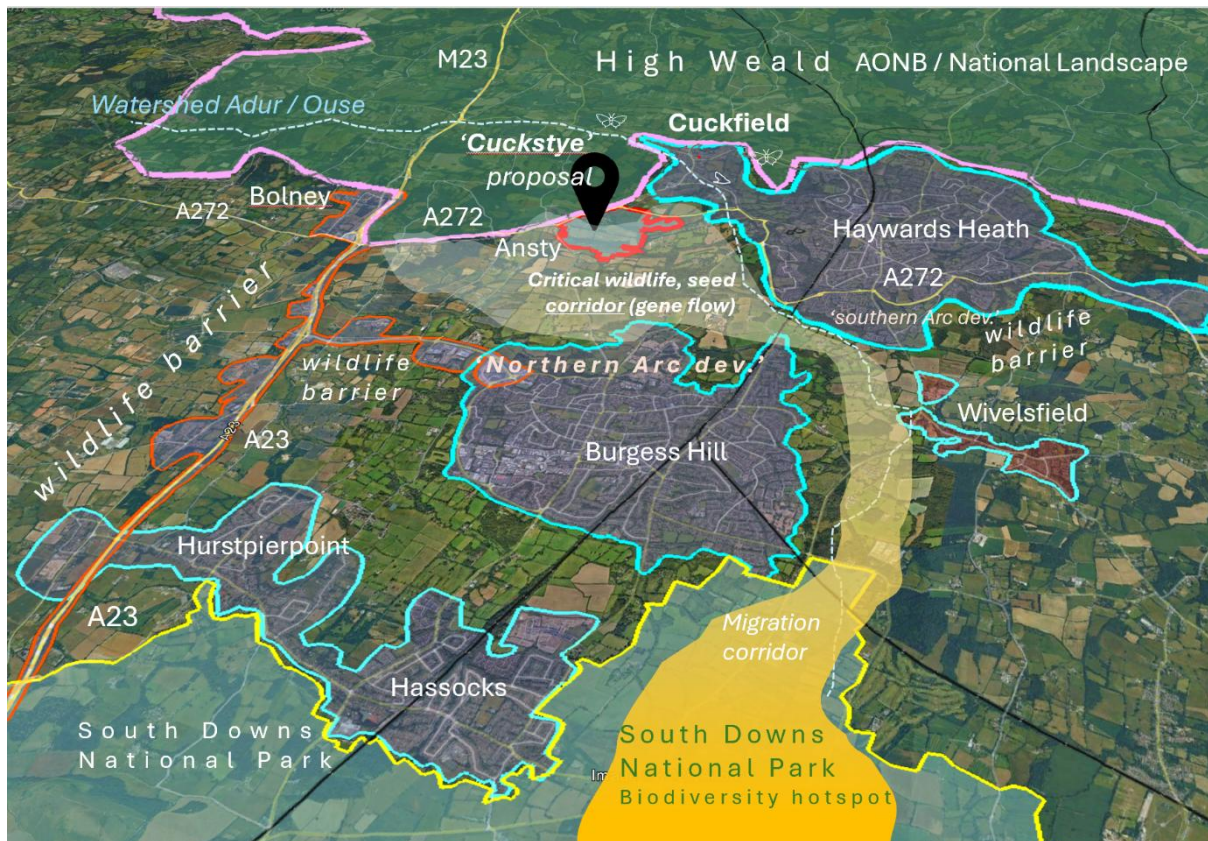 M23
High Weald AONB / National Landscape
Watershed Adur / Ouse
Cuckfield
'Cuckstye'
proposal
Bolney
A272
A272
Ansty
Haywards Heath
A272
Critical wildlife, seed
corridor (gene flow)
'southern Arc dev.'
wildlife
barrier
wildlife barrier
wildlife
barrier
'Northern Arc dev.'
Wivelsfield
A23
A23
Burgess Hill
Hurstpierpoint
A23
Migration
corridor
Hassocks
South Downs
National Park
South Downs
National Park
Biodiversity hotspot